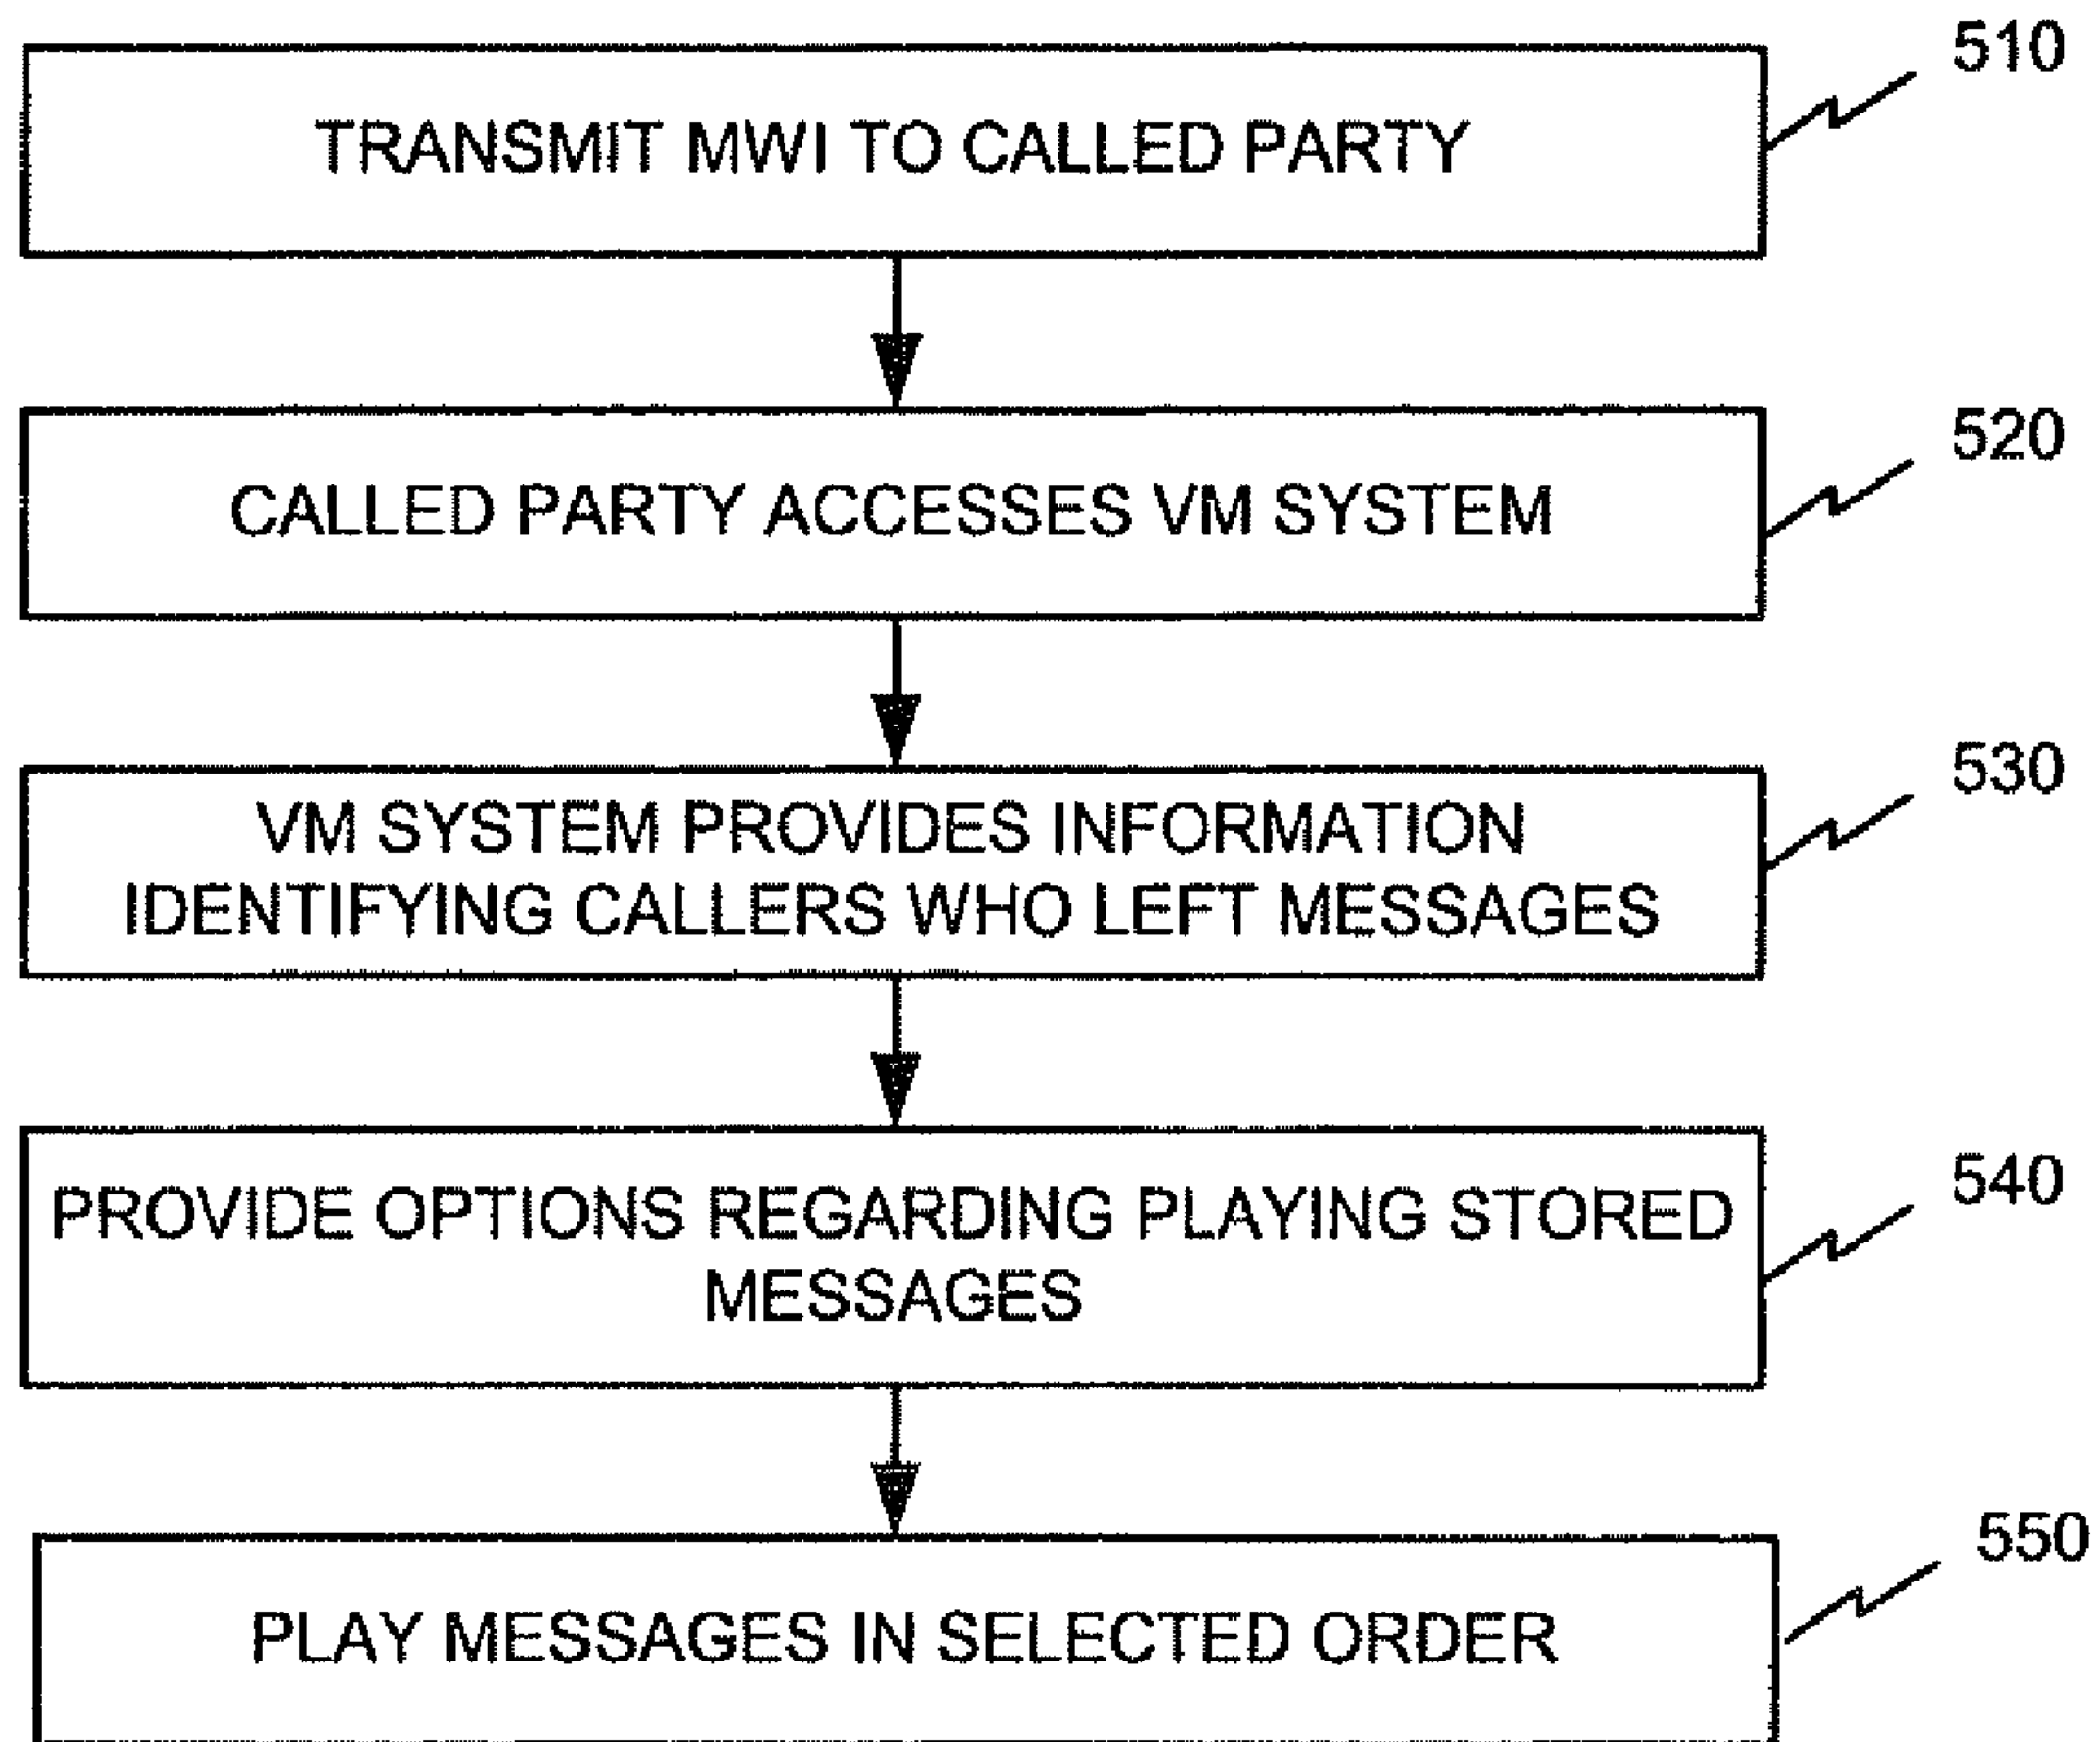 510
TRANSMIT MWI TO CALLED PARTY
520
CALLED PARTY ACCESSES VM SYSTEM
530
VM SYSTEM PROVIDES INFORMATION
IDENTIFYING CALLERS WHO LEFT MESSAGES
540
PROVIDE OPTIONS REGARDING PLAYING STORED
MESSAGES
550
PLAY MESSAGES IN SELECTED ORDER